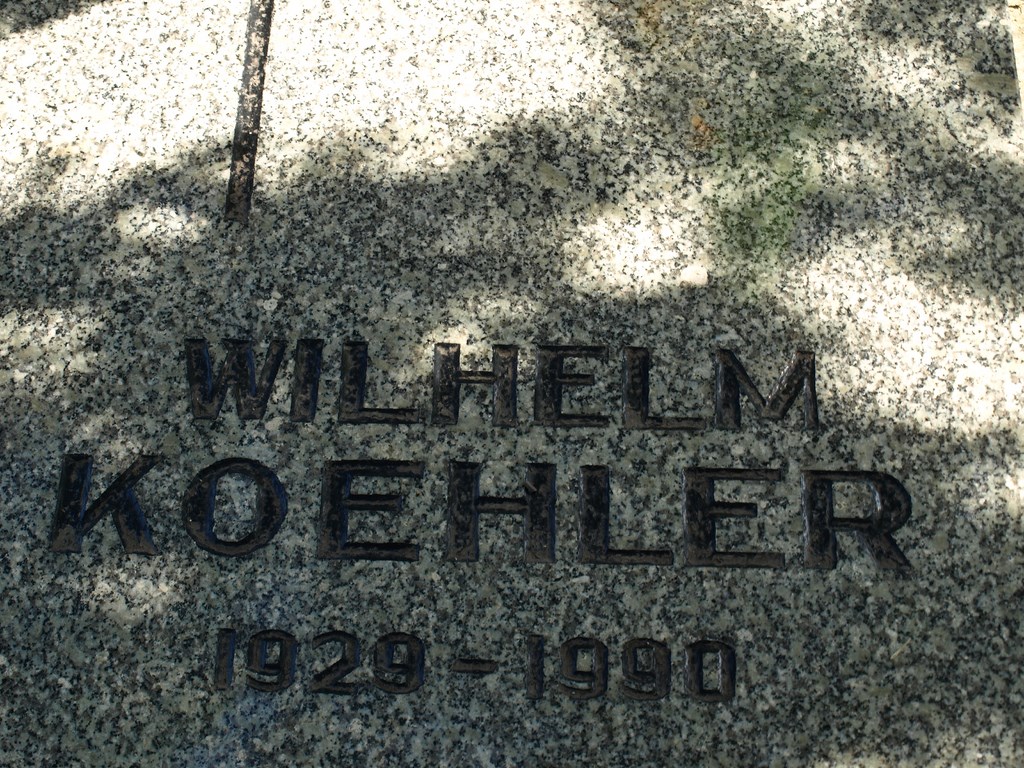 WILHELM
KOEHLER
1929 – 1990